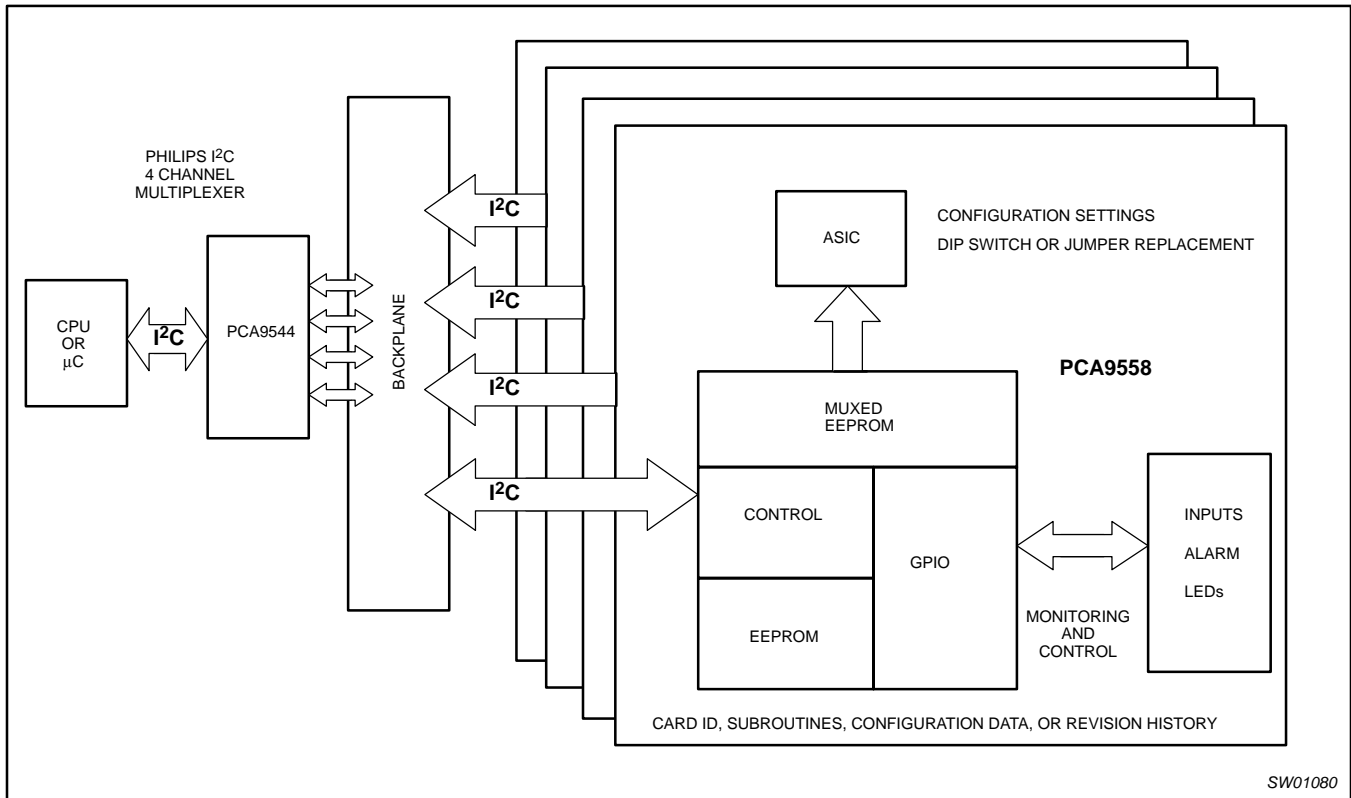 PHILIPS I²C
4 CHANNEL
MULTIPLEXER
CPU
OR
µC
I²C
PCA9544
BACKPLANE
I²C
I²C
I²C
I²C
ASIC
CONFIGURATION SETTINGS
DIP SWITCH OR JUMPER REPLACEMENT
PCA9558
MUXED
EEPROM
CONTROL
EEPROM
GPIO
MONITORING
AND
CONTROL
INPUTS
ALARM
LEDs
CARD ID, SUBROUTINES, CONFIGURATION DATA, OR REVISION HISTORY
SW01080